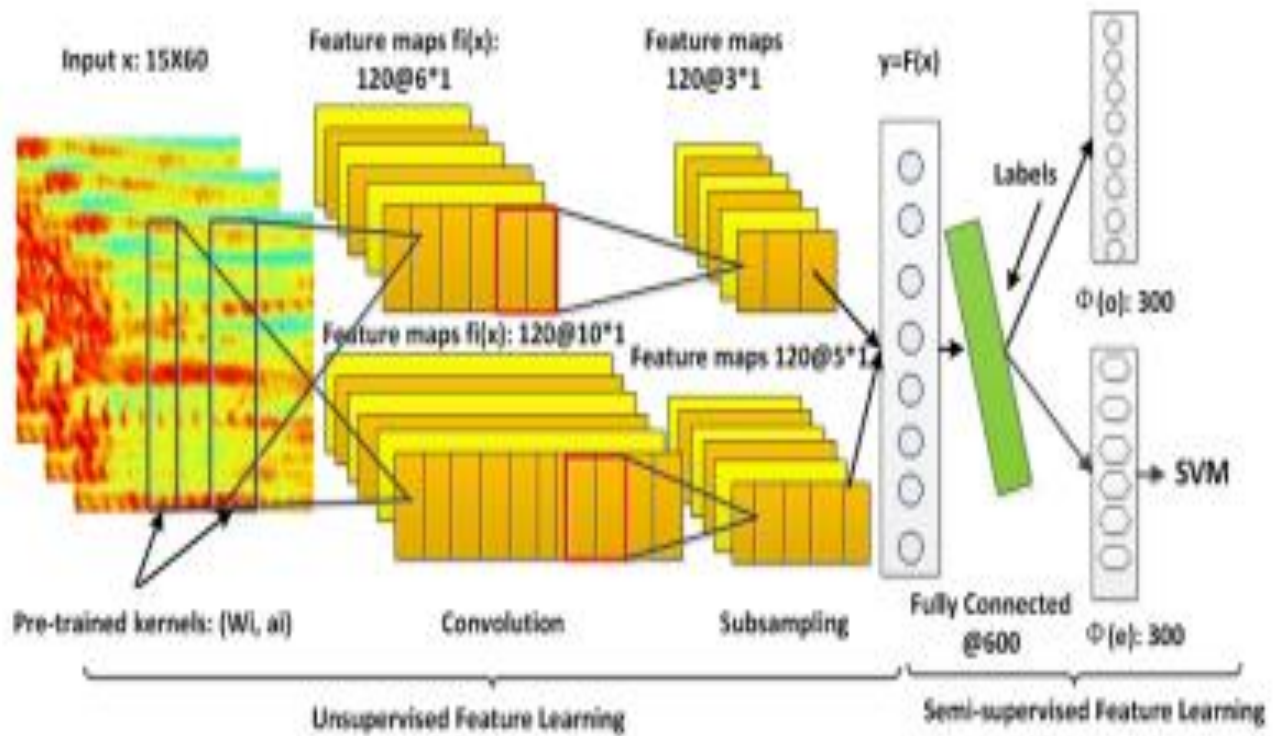 Input x: 15X60
Feature maps fi(x):
120@6*1
Feature maps
120@3*1
y=F(x)
Labels
Φ(o): 300
Feature maps fi(x): 120@10*1
Feature maps 120@5*1
SVM
Pre-trained kernels: (Wi, ai)
Convolution
Subsampling
Fully Connected
@600
Φ(e): 300
Unsupervised Feature Learning
Semi-supervised Feature Learning